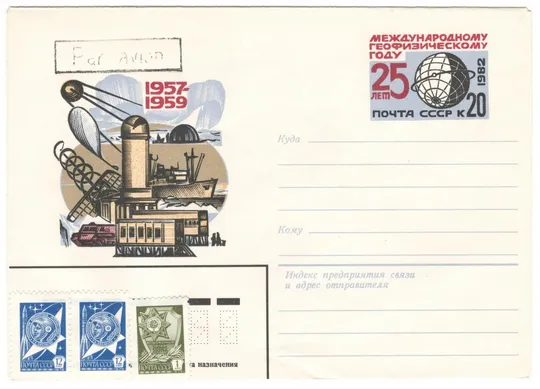 Par avion
1957-
1959
МЕЖДУНАРОДНОМУ
ГЕОФИЗИЧЕСКОМУ
ГОДУ
25
ЛЕТ
1982
ПОЧТА СССР К 20
Куда
Кому
Индекс предприятия связи
и адрес отправителя
12
ПОЧТА СССР
12
ПОЧТА СССР
1
ПОЧТА СССР
назначения